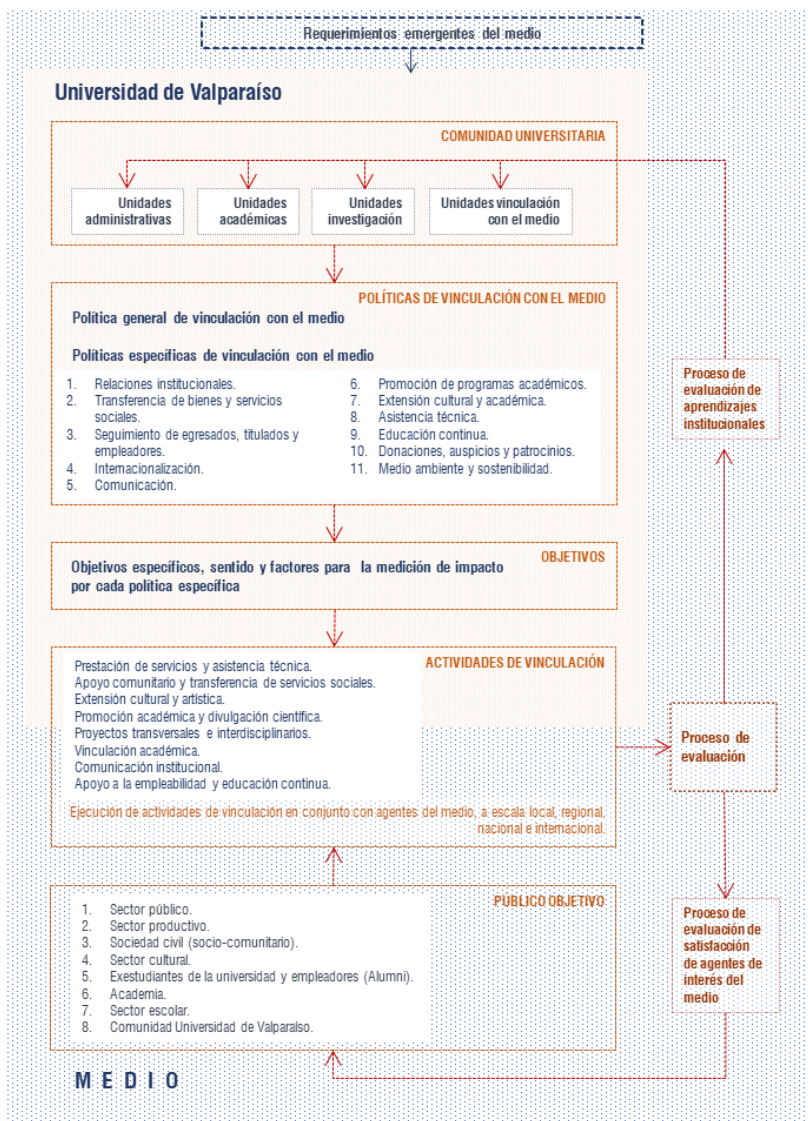 Requerimientos emergentes del medio
Universidad de Valparaíso
COMUNIDAD UNIVERSITARIA
Unidades
administrativas
Unidades
académicas
Unidades
investigación
Unidades vinculación
con el medio
POLÍTICAS DE VINCULACIÓN CON EL MEDIO
Política general de vinculación con el medio
Políticas específicas de vinculación con el medio
1. Relaciones institucionales.
2. Transferencia de bienes y servicios
sociales.
3. Seguimiento de egresados, titulados y
empleadores.
4. Internacionalización.
5. Comunicación.
6. Promoción de programas académicos.
7. Extensión cultural y académica.
8. Asistencia técnica.
9. Educación continua.
10. Donaciones, auspicios y patrocinios.
11. Medio ambiente y sostenibilidad.
OBJETIVOS
Objetivos específicos, sentido y factores para la medición de impacto
por cada política específica
ACTIVIDADES DE VINCULACIÓN
Prestación de servicios y asistencia técnica.
Apoyo comunitario y transferencia de servicios sociales.
Extensión cultural y artística.
Promoción académica y divulgación científica.
Proyectos transversales e interdisciplinarios.
Vinculación académica.
Comunicación institucional.
Apoyo a la empleabilidad y educación continua.
Ejecución de actividades de vinculación en conjunto con agentes del medio, a escala local, regional,
nacional e internacional.
PÚBLICO OBJETIVO
1. Sector público.
2. Sector productivo.
3. Sociedad civil (socio-comunitario).
4. Sector cultural.
5. Exestudiantes de la universidad y empleadores (Alumni).
6. Academia.
7. Sector escolar.
8. Comunidad Universidad de Valparaíso.
MEDIO
Proceso de
evaluación de
aprendizajes
institucionales
Proceso de
evaluación
Proceso de
evaluación de
satisfacción
de agentes de
interés del
medio